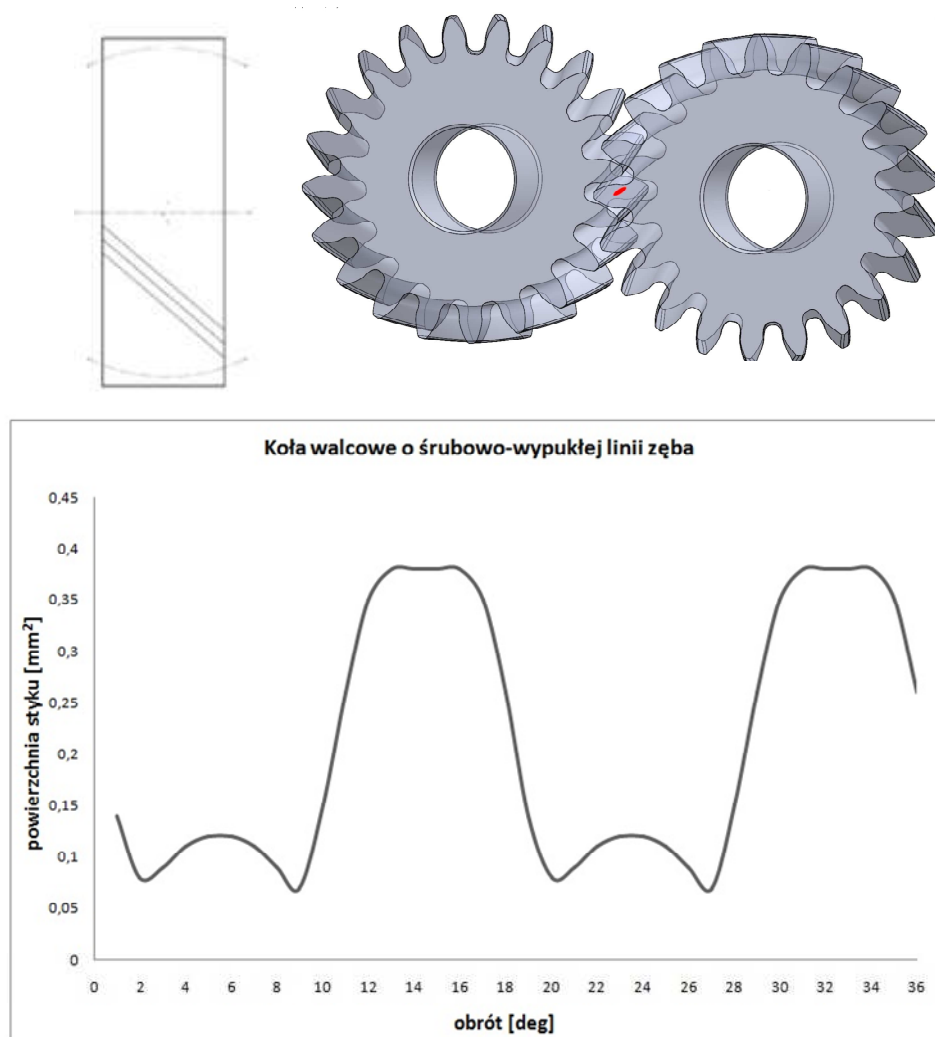 Koła walcowe o śrubowo-wypukłej linii zęba
powierzchnia styku [mm²]
0,45
0,4
0,35
0,3
0,25
0,2
0,15
0,1
0,05
0
0 2 4 6 8 10 12 14 16 18 20 22 24 26 28 30 32 34 36
obrót [deg]